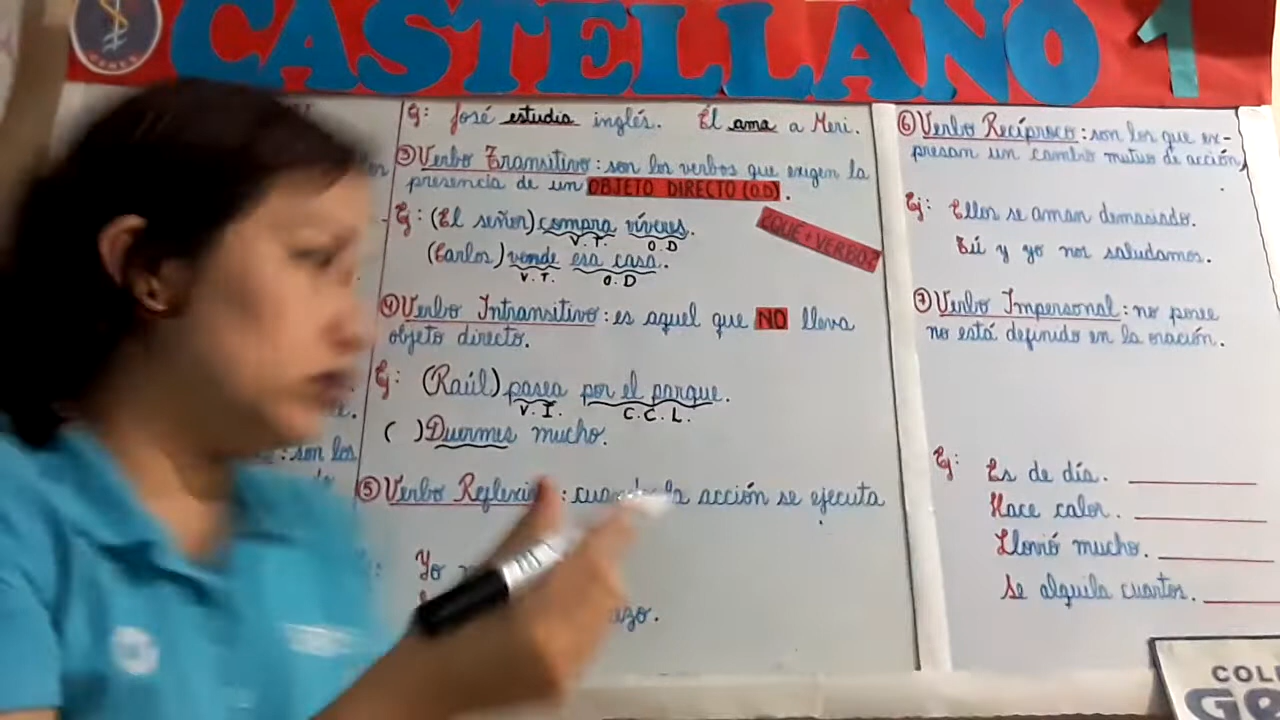 CASTELLANO 1
Ej: José estudia inglés. Él ama a Meri.
③ Verbo Transitivo: son los verbos que exigen la
presencia de un OBJETO DIRECTO (O.D).
Ej: (El señor) compra víveres.
V.T. O.D
¿QUÉ + VERBO?
(Carlos) vende esa casa.
V.T. O.D
④ Verbo Intransitivo: es aquel que NO lleva
objeto directo.
Ej: (Raúl) pasea por el parque.
V.I. C.C.L.
( ) Duermes mucho.
: son los
⑤ Verbo Reflexi : cuando la acción se ejecuta
Yo
azo.
⑥ Verbo Recíproco: son los que ex-
presan un cambio mutuo de acción,
Ej: Ellos se aman demasiado.
Tú y yo nos saludamos.
⑦ Verbo Impersonal: no posee
no está definido en la oración.
Ej: Es de día.
Hace calor.
Llovió mucho.
Se alquila cuartos.
COL